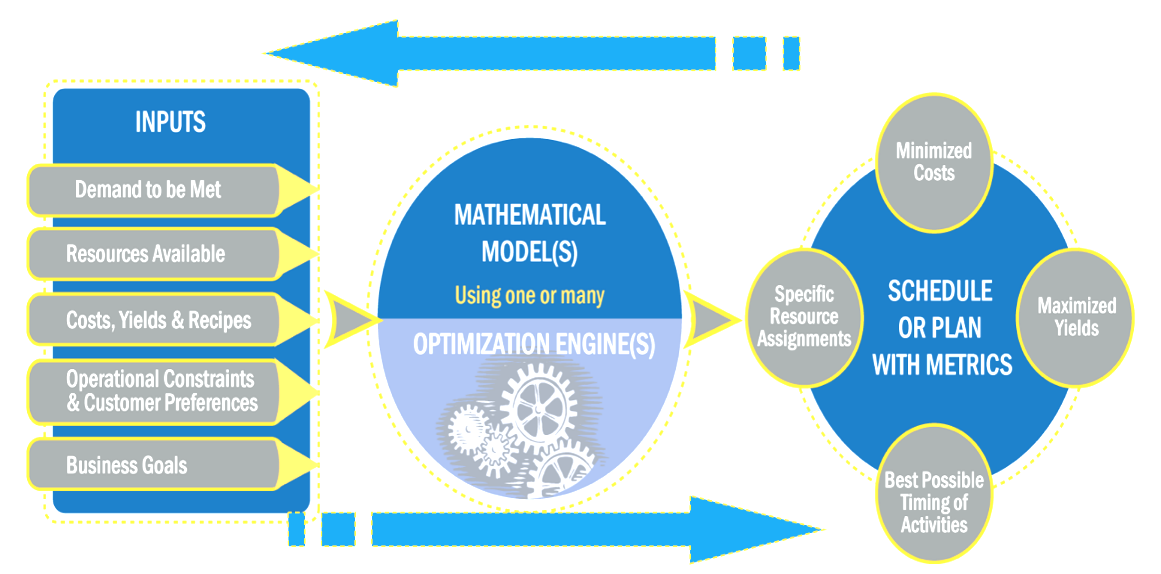 INPUTS
Demand to be Met
Resources Available
Costs, Yields & Recipes
Operational Constraints
& Customer Preferences
Business Goals
MATHEMATICAL
MODEL(S)
Using one or many
OPTIMIZATION ENGINE(S)
Minimized
Costs
Specific
Resource
Assignments
SCHEDULE
OR PLAN
WITH METRICS
Maximized
Yields
Best Possible
Timing of
Activities